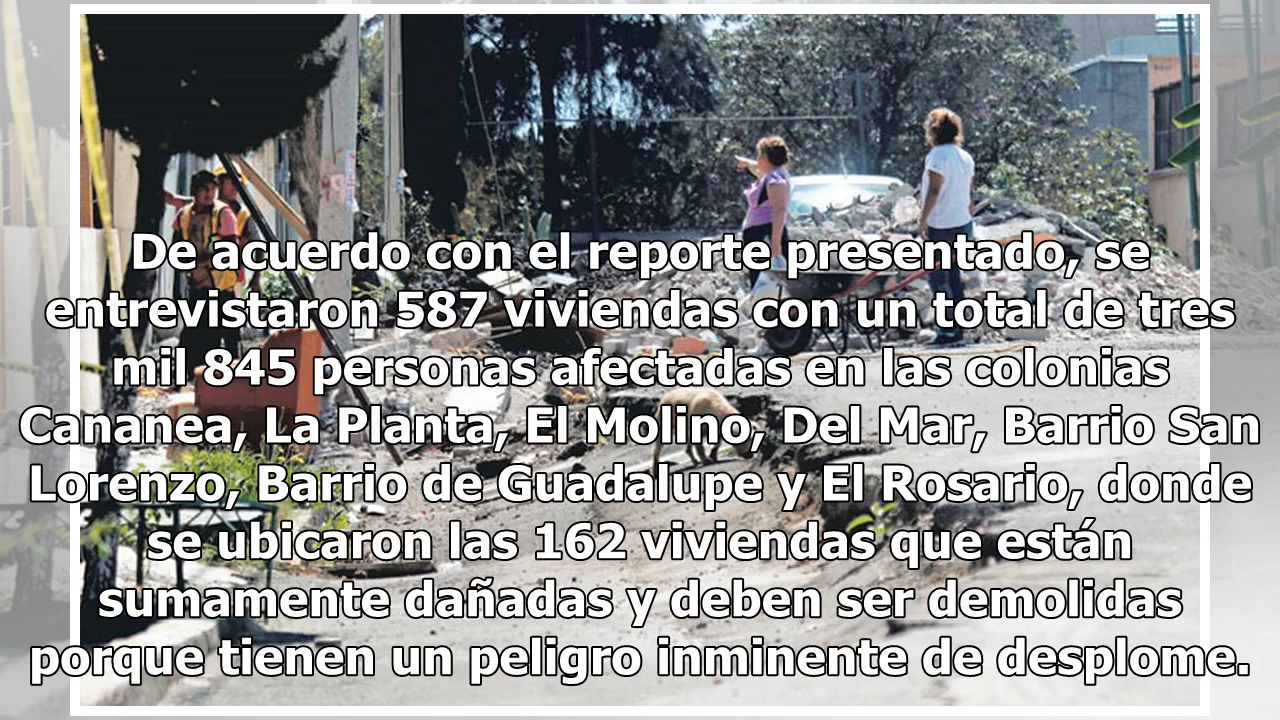 De acuerdo con el reporte presentado, se
entrevistaron 587 viviendas con un total de tres
mil 845 personas afectadas en las colonias
Cananea, La Planta, El Molino, Del Mar, Barrio San
Lorenzo, Barrio de Guadalupe y El Rosario, donde
se ubicaron las 162 viviendas que están
sumamente dañadas y deben ser demolidas
porque tienen un peligro inminente de desplome.